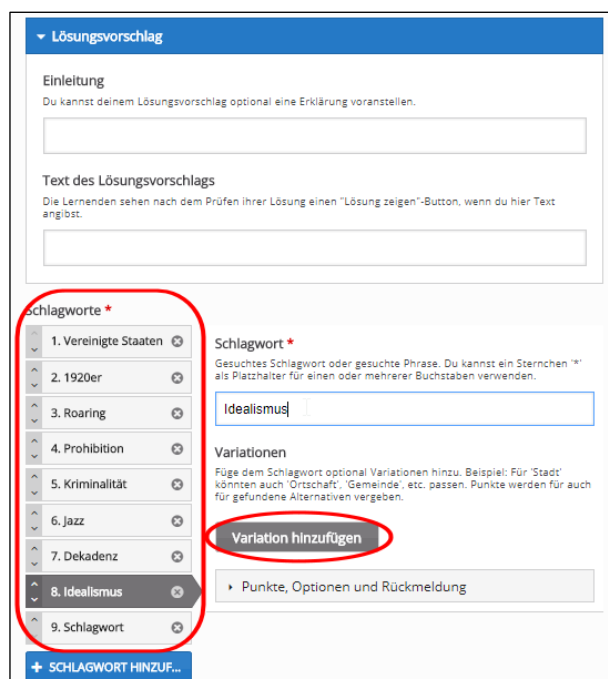 Lösungsvorschlag
Einleitung
Du kannst deinem Lösungsvorschlag optional eine Erklärung voranstellen.
Text des Lösungsvorschlags
Die Lernenden sehen nach dem Prüfen ihrer Lösung einen "Lösung zeigen"-Button, wenn du hier Text
angibst.
Schlagworte *
1. Vereinigte Staaten
2. 1920er
3. Roaring
4. Prohibition
5. Kriminalität
6. Jazz
7. Dekadenz
8. Idealismus
9. Schlagwort
+ SCHLAGWORT HINZUF...
Schlagwort *
Gesuchtes Schlagwort oder gesuchte Phrase. Du kannst ein Sternchen '*'
als Platzhalter für einen oder mehrerer Buchstaben verwenden.
Idealismus
Variationen
Füge dem Schlagwort optional Variationen hinzu. Beispiel: Für 'Stadt'
könnten auch 'Ortschaft', 'Gemeinde', etc. passen. Punkte werden für auch
für gefundene Alternativen vergeben.
Variation hinzufügen
Punkte, Optionen und Rückmeldung